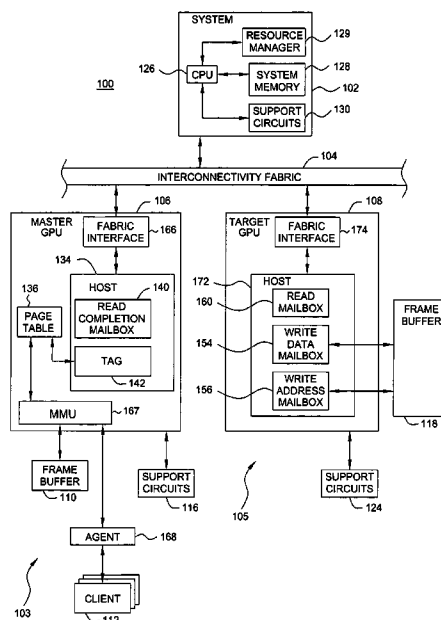 SYSTEM
RESOURCE
MANAGER
129
100
126
CPU
SYSTEM
MEMORY
128
102
SUPPORT
CIRCUITS
130
104
INTERCONNECTIVITY FABRIC
106
108
MASTER
GPU
FABRIC
INTERFACE
166
TARGET
GPU
FABRIC
INTERFACE
174
134
172
136
HOST
140
HOST
160
READ
MAILBOX
FRAME
BUFFER
PAGE
TABLE
READ
COMPLETION
MAILBOX
154
WRITE
DATA
MAILBOX
TAG
142
156
WRITE
ADDRESS
MAILBOX
118
MMU
167
FRAME
BUFFER
110
SUPPORT
CIRCUITS
116
105
SUPPORT
CIRCUITS
124
AGENT
168
CLIENT
103
112